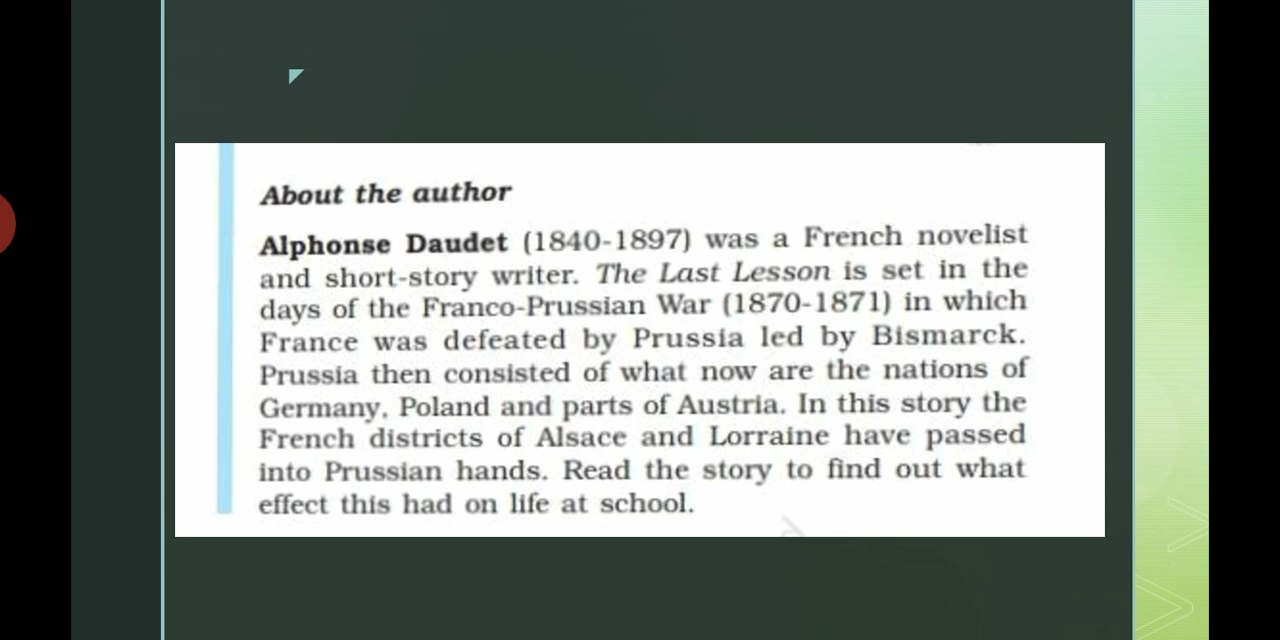 About the author
Alphonse Daudet (1840-1897) was a French novelist
and short-story writer. The Last Lesson is set in the
days of the Franco-Prussian War (1870-1871) in which
France was defeated by Prussia led by Bismarck.
Prussia then consisted of what now are the nations of
Germany, Poland and parts of Austria. In this story the
French districts of Alsace and Lorraine have passed
into Prussian hands. Read the story to find out what
effect this had on life at school.